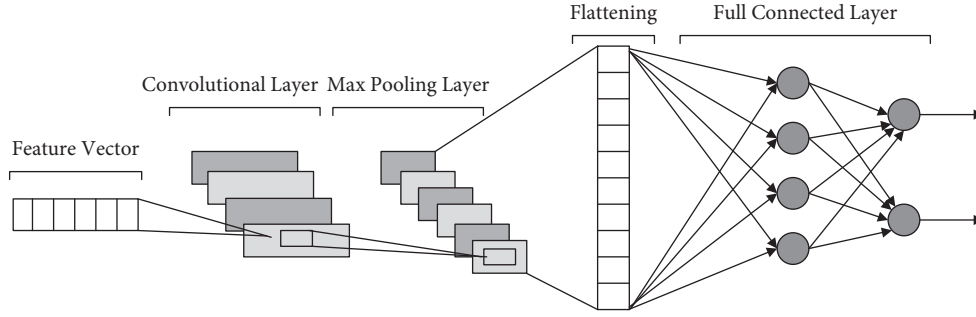 Flattening
Full Connected Layer
Convolutional Layer
Max Pooling Layer
Feature Vector